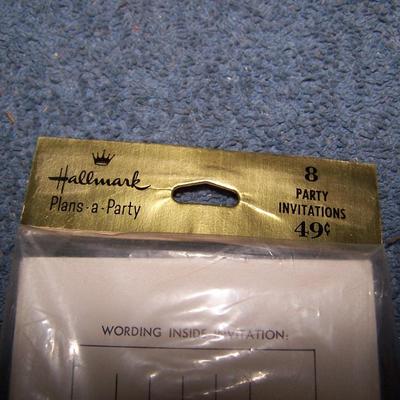 Hallmark
Plans-a-Party
8
PARTY
INVITATIONS
49¢
WORDING INSIDE INVITATION: